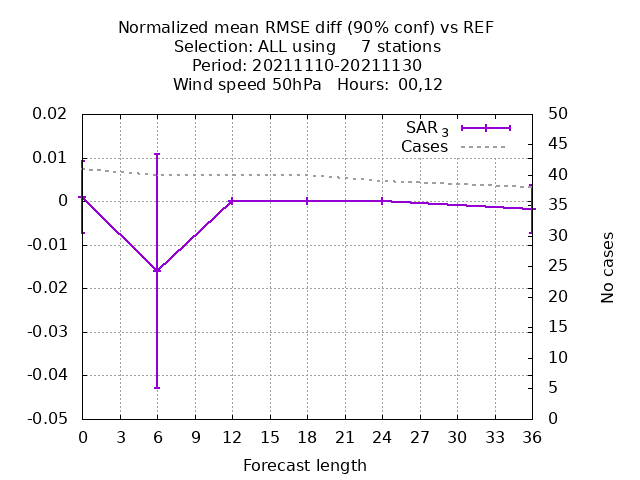 Normalized mean RMSE diff (90% conf) vs REF
Selection: ALL using 7 stations
Period: 20211110-20211130
Wind speed 50hPa Hours: 00,12
SAR 3
Cases
0.02
0.01
0
-0.01
-0.02
-0.03
-0.04
-0.05
50
45
40
35
30
25
20
15
10
5
0
No cases
0 3 6 9 12 15 18 21 24 27 30 33 36
Forecast length